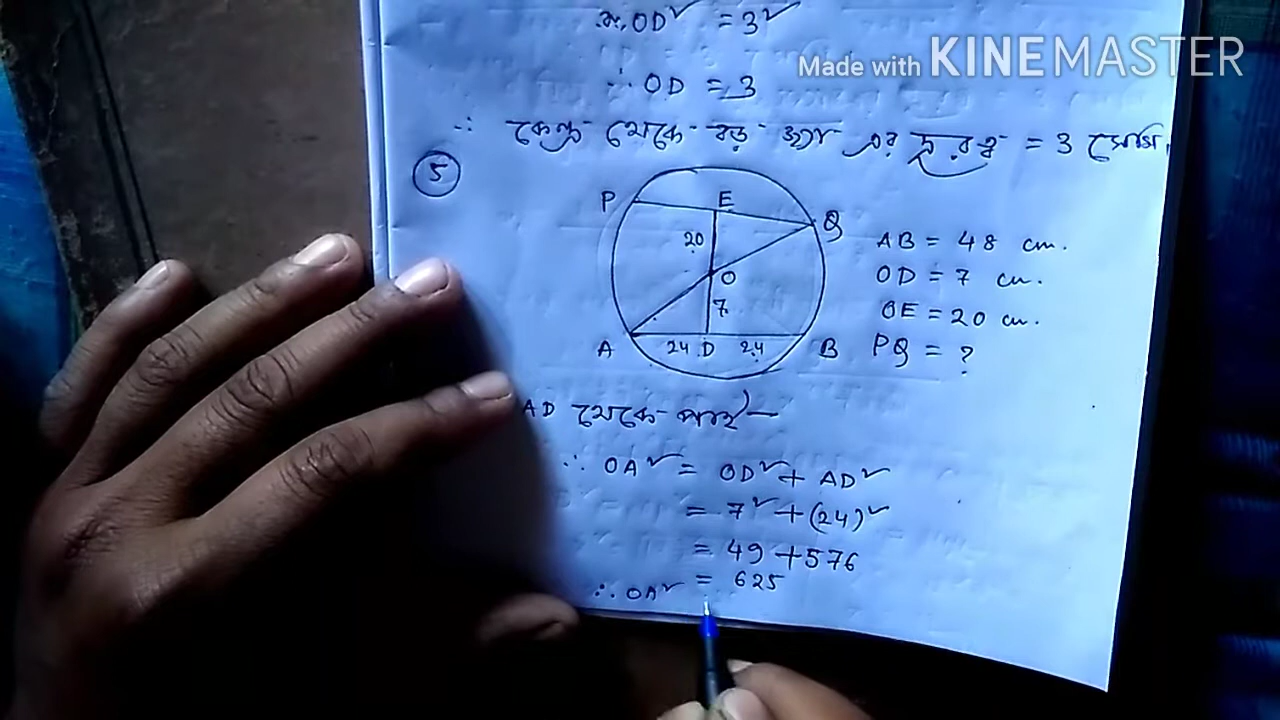 Made with KINEMASTER
বা, OD² = 3²
∴ OD = 3
∴ কেন্দ্র থেকে বড় জ্যা এর দূরত্ব = 3 সেমি।
5
P E Q
20
O
7
A 24 D 24 B
AB = 48 cm.
OD = 7 cm.
OE = 20 cm.
PQ = ?
AD থেকে পাই—
∴ OA² = OD² + AD²
= 7² + (24)²
= 49 + 576
∴ OA² = 625